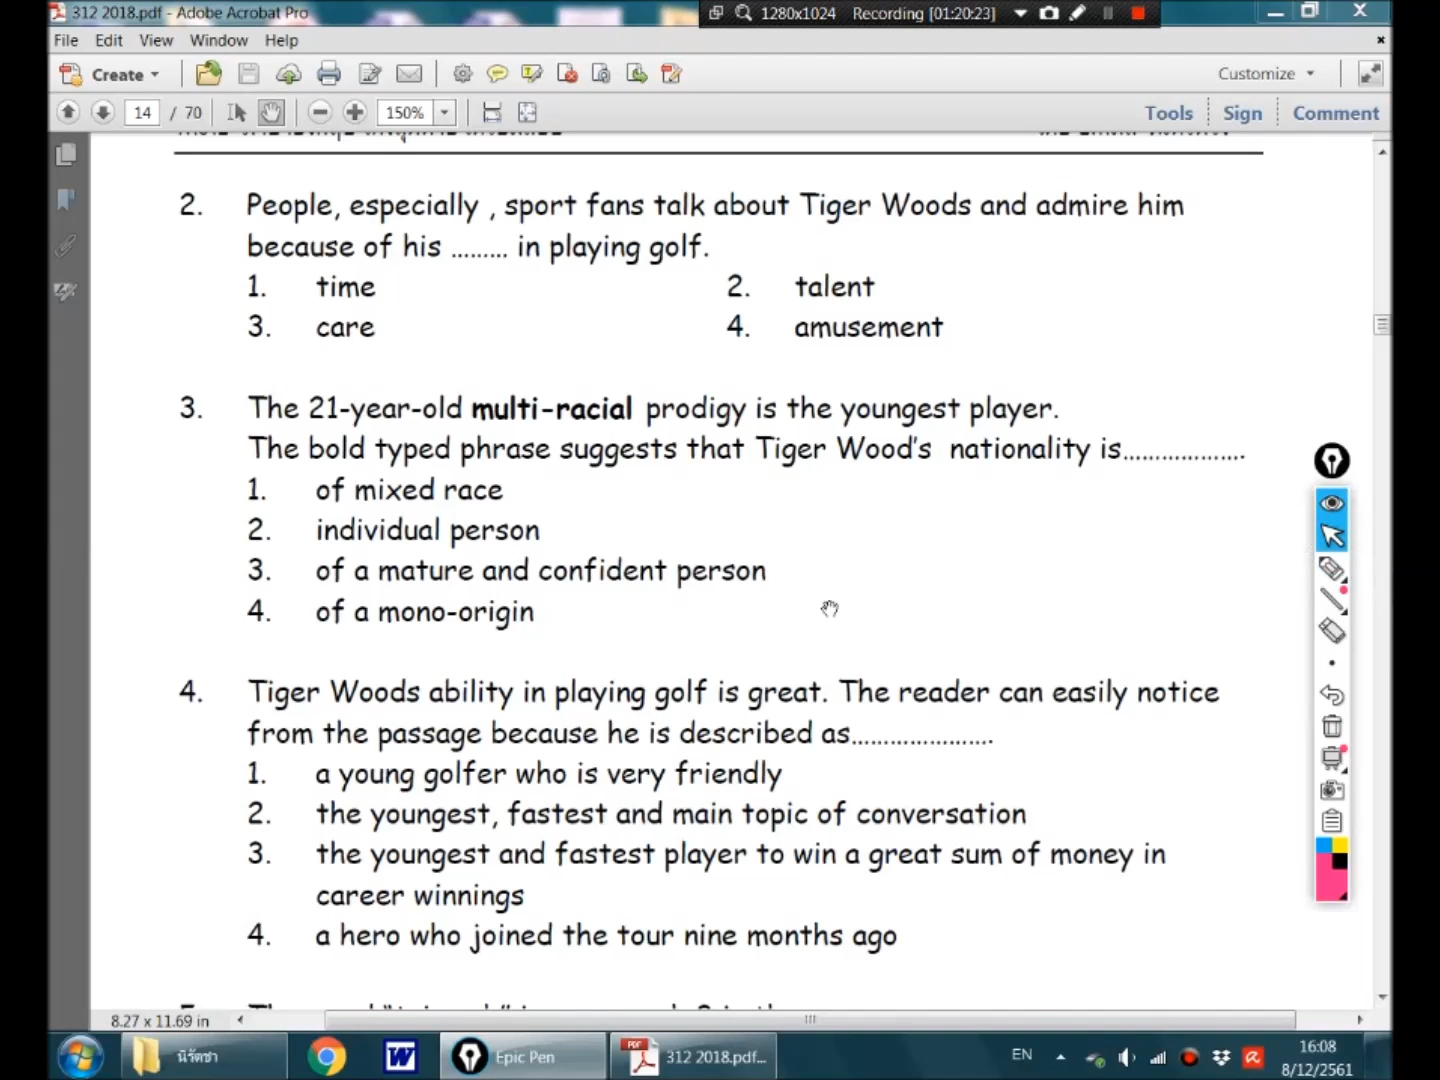 312 2018.pdf - Adobe Acrobat Pro
1280x1024 Recording [01:20:23]
File Edit View Window Help
Create
Customize
14 / 70
150%
Tools Sign Comment
2. People, especially , sport fans talk about Tiger Woods and admire him
because of his ......... in playing golf.
1. time 2. talent
3. care 4. amusement
3. The 21-year-old multi-racial prodigy is the youngest player.
The bold typed phrase suggests that Tiger Wood's nationality is..................
1. of mixed race
2. individual person
3. of a mature and confident person
4. of a mono-origin
4. Tiger Woods ability in playing golf is great. The reader can easily notice
from the passage because he is described as.....................
1. a young golfer who is very friendly
2. the youngest, fastest and main topic of conversation
3. the youngest and fastest player to win a great sum of money in
career winnings
4. a hero who joined the tour nine months ago
8.27 x 11.69 in
นิรัตชา
Epic Pen
312 2018.pdf...
EN
16:08
8/12/2561